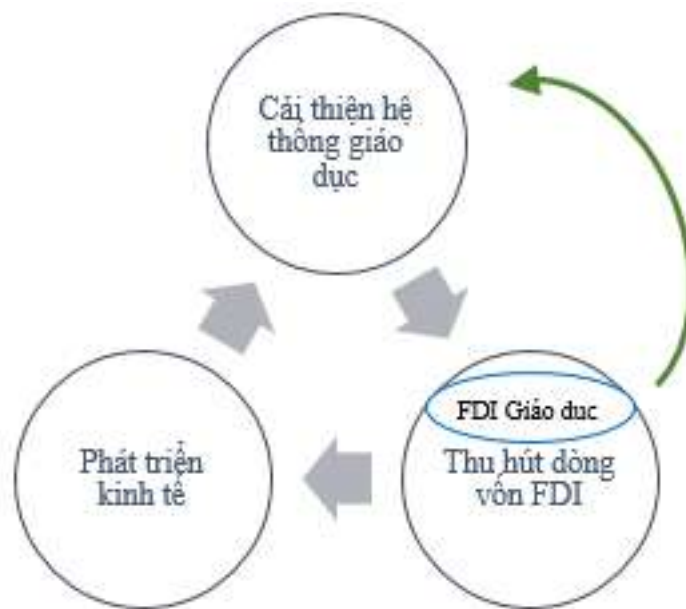 Cải thiện hệ
thống giáo
dục
FDI Giáo duc
Thu hút dòng
vốn FDI
Phát triển
kinh tế